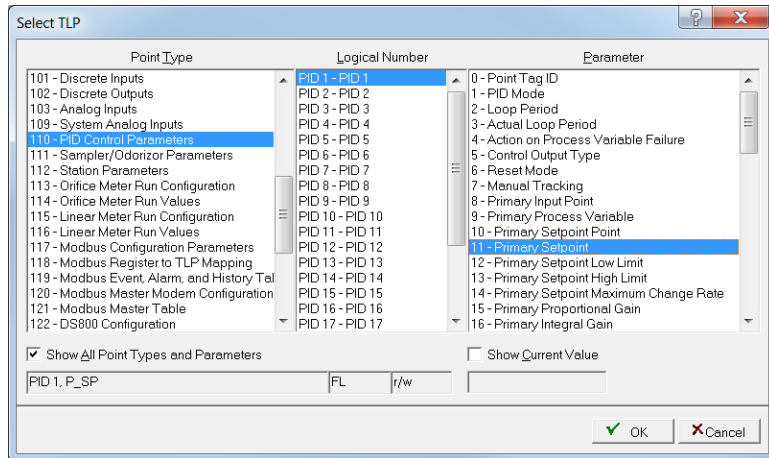 Select TLP
Point Type
101 - Discrete Inputs
102 - Discrete Outputs
103 - Analog Inputs
109 - System Analog Inputs
110 - PID Control Parameters
111 - Sampler/Odorizor Parameters
112 - Station Parameters
113 - Orifice Meter Run Configuration
114 - Orifice Meter Run Values
115 - Linear Meter Run Configuration
116 - Linear Meter Run Values
117 - Modbus Configuration Parameters
118 - Modbus Register to TLP Mapping
119 - Modbus Event, Alarm, and History Tal
120 - Modbus Master Modem Configuration
121 - Modbus Master Table
122 - DS800 Configuration
Logical Number
PID 1 - PID 1
PID 2 - PID 2
PID 3 - PID 3
PID 4 - PID 4
PID 5 - PID 5
PID 6 - PID 6
PID 7 - PID 7
PID 8 - PID 8
PID 9 - PID 9
PID 10 - PID 10
PID 11 - PID 11
PID 12 - PID 12
PID 13 - PID 13
PID 14 - PID 14
PID 15 - PID 15
PID 16 - PID 16
PID 17 - PID 17
Parameter
0 - Point Tag ID
1 - PID Mode
2 - Loop Period
3 - Actual Loop Period
4 - Action on Process Variable Failure
5 - Control Output Type
6 - Reset Mode
7 - Manual Tracking
8 - Primary Input Point
9 - Primary Process Variable
10 - Primary Setpoint Point
11 - Primary Setpoint
12 - Primary Setpoint Low Limit
13 - Primary Setpoint High Limit
14 - Primary Setpoint Maximum Change Rate
15 - Primary Proportional Gain
16 - Primary Integral Gain
Show All Point Types and Parameters
Show Current Value
PID 1, P_SP
FL
r/w
OK
Cancel